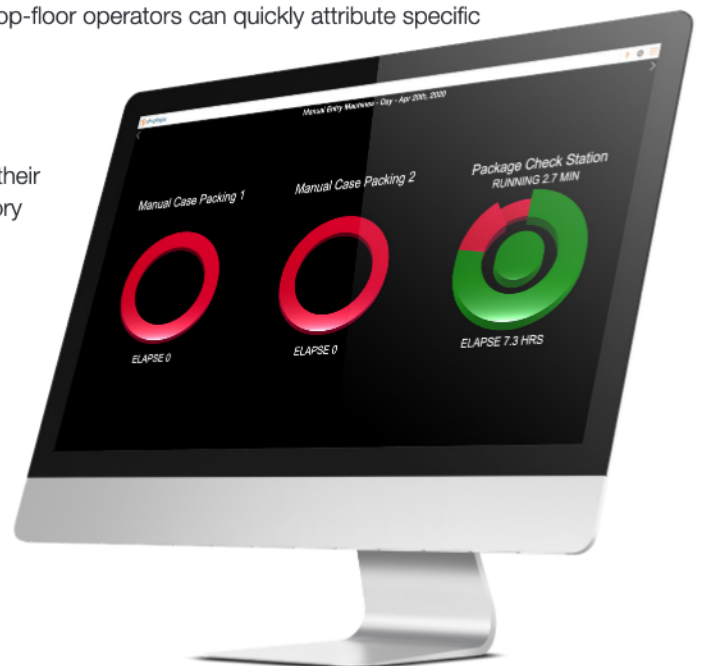 op-floor operators can quickly attribute specific
their
ory
Manual Entry Machines - Day - Apr 20th, 2020
Manual Case Packing 1
Manual Case Packing 2
Package Check Station
RUNNING 2.7 MIN
ELAPSE 0
ELAPSE 0
ELAPSE 7.3 HRS